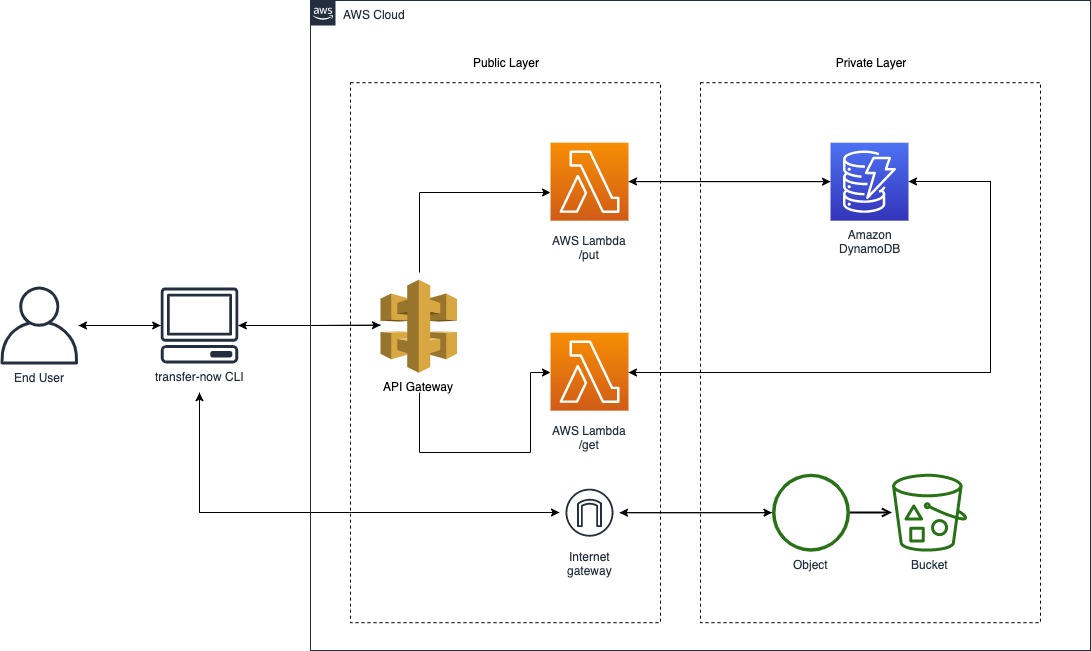 aws
AWS Cloud
Public Layer
Private Layer
AWS Lambda
/put
Amazon
DynamoDB
End User
transfer-now CLI
API Gateway
AWS Lambda
/get
Internet
gateway
Object
Bucket